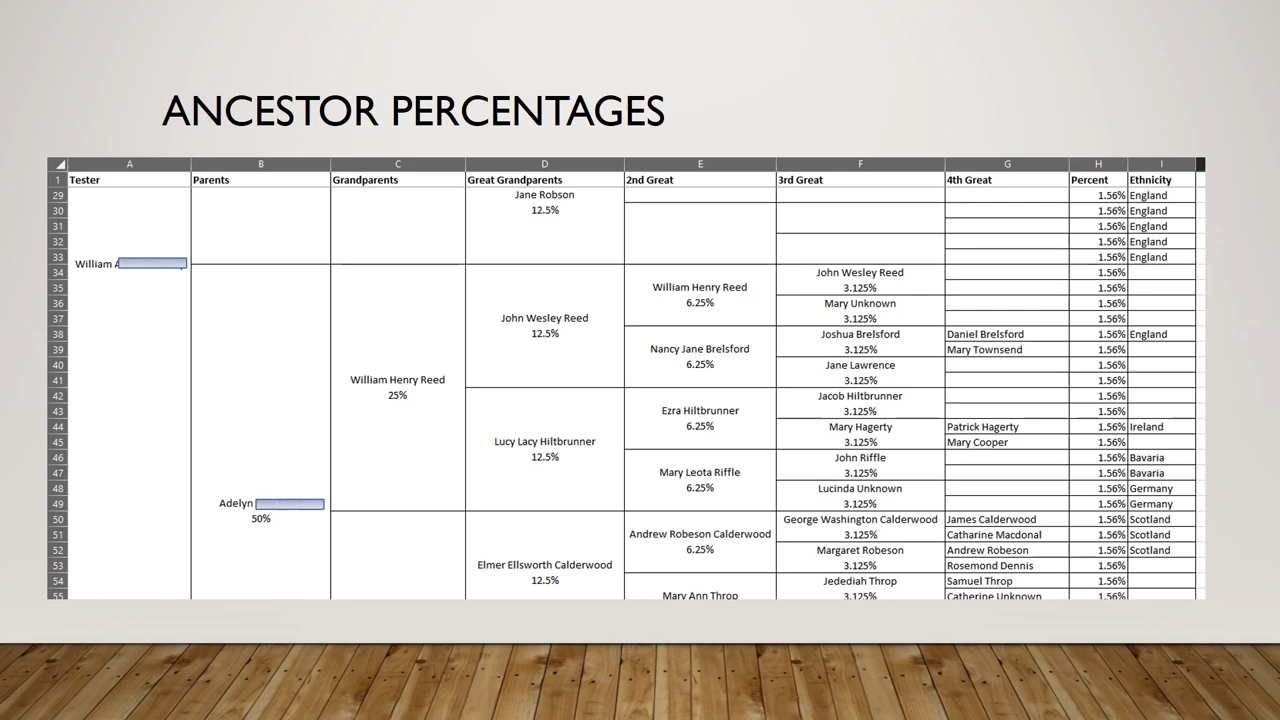 ANCESTOR PERCENTAGES
A B C D E F G H I
1 Tester Parents Grandparents Great Grandparents 2nd Great 3rd Great 4th Great Percent Ethnicity
29 Jane Robson 1.56% England
30 12.5% 1.56% England
31 1.56% England
32 1.56% England
33 1.56% England
William A
34 John Wesley Reed 1.56%
35 William Henry Reed 3.125% 1.56%
36 6.25% Mary Unknown 1.56%
37 John Wesley Reed 3.125% 1.56%
38 12.5% Joshua Brelsford Daniel Brelsford 1.56% England
39 Nancy Jane Brelsford 3.125% Mary Townsend 1.56%
40 6.25% Jane Lawrence 1.56%
41 William Henry Reed 3.125% 1.56%
42 25% Jacob Hiltbrunner 1.56%
43 Ezra Hiltbrunner 3.125% 1.56%
44 6.25% Mary Hagerty Patrick Hagerty 1.56% Ireland
45 Lucy Lacy Hiltbrunner 3.125% Mary Cooper 1.56%
46 12.5% John Riffle 1.56% Bavaria
47 Mary Leota Riffle 3.125% 1.56% Bavaria
48 6.25% Lucinda Unknown 1.56% Germany
49 Adelyn 3.125% 1.56% Germany
50 50% George Washington Calderwood James Calderwood 1.56% Scotland
51 Andrew Robeson Calderwood 3.125% Catharine Macdonal 1.56% Scotland
52 6.25% Margaret Robeson Andrew Robeson 1.56% Scotland
53 Elmer Ellsworth Calderwood 3.125% Rosemond Dennis 1.56%
54 12.5% Jedediah Throp Samuel Throp 1.56%
55 Mary Ann Throp 3.125% Catherine Unknown 1.56%